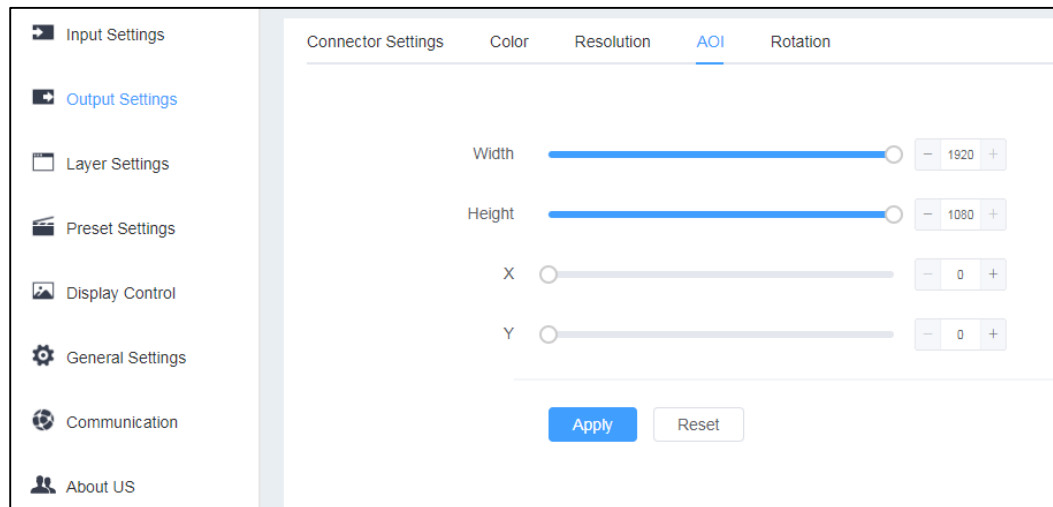 Input Settings
Output Settings
Layer Settings
Preset Settings
Display Control
General Settings
Communication
About US
Connector Settings Color Resolution AOI Rotation
Width − 1920 +
Height − 1080 +
X − 0 +
Y − 0 +
Apply Reset